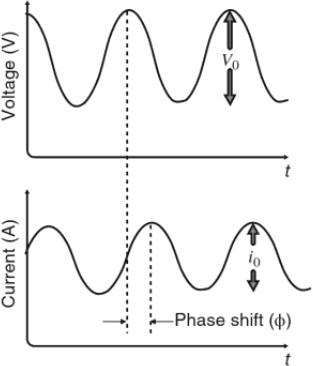 Voltage (V)
V0
t
Current (A)
i0
Phase shift (ϕ)
t